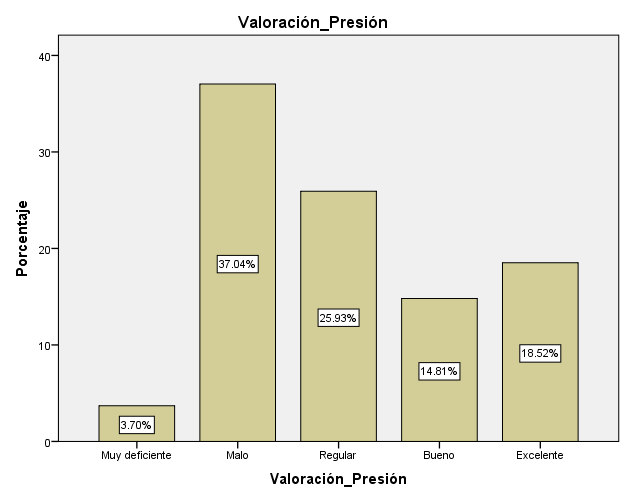 Valoración_Presión
Porcentaje
40
30
20
10
0
3.70%
37.04%
25.93%
14.81%
18.52%
Muy deficiente
Malo
Regular
Bueno
Excelente
Valoración_Presión